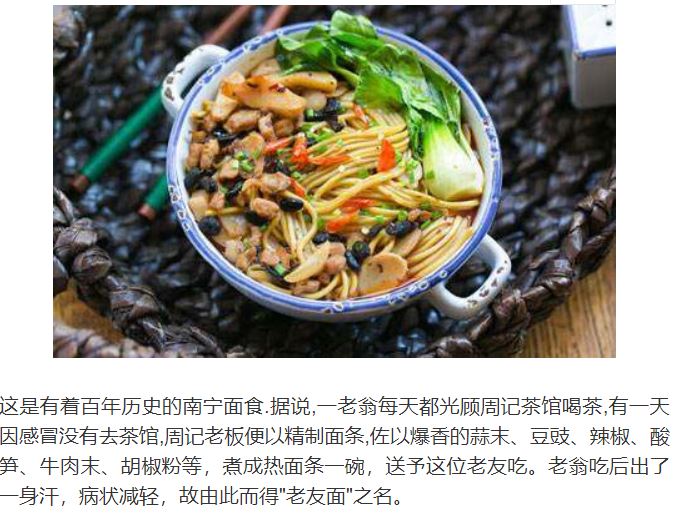 这是有着百年历史的南宁面食.据说,一老翁每天都光顾周记茶馆喝茶,有一天
因感冒没有去茶馆,周记老板便以精制面条,佐以爆香的蒜末、豆豉、辣椒、酸
笋、牛肉末、胡椒粉等，煮成热面条一碗，送予这位老友吃。老翁吃后出了
一身汗，病状减轻，故由此而得"老友面"之名。